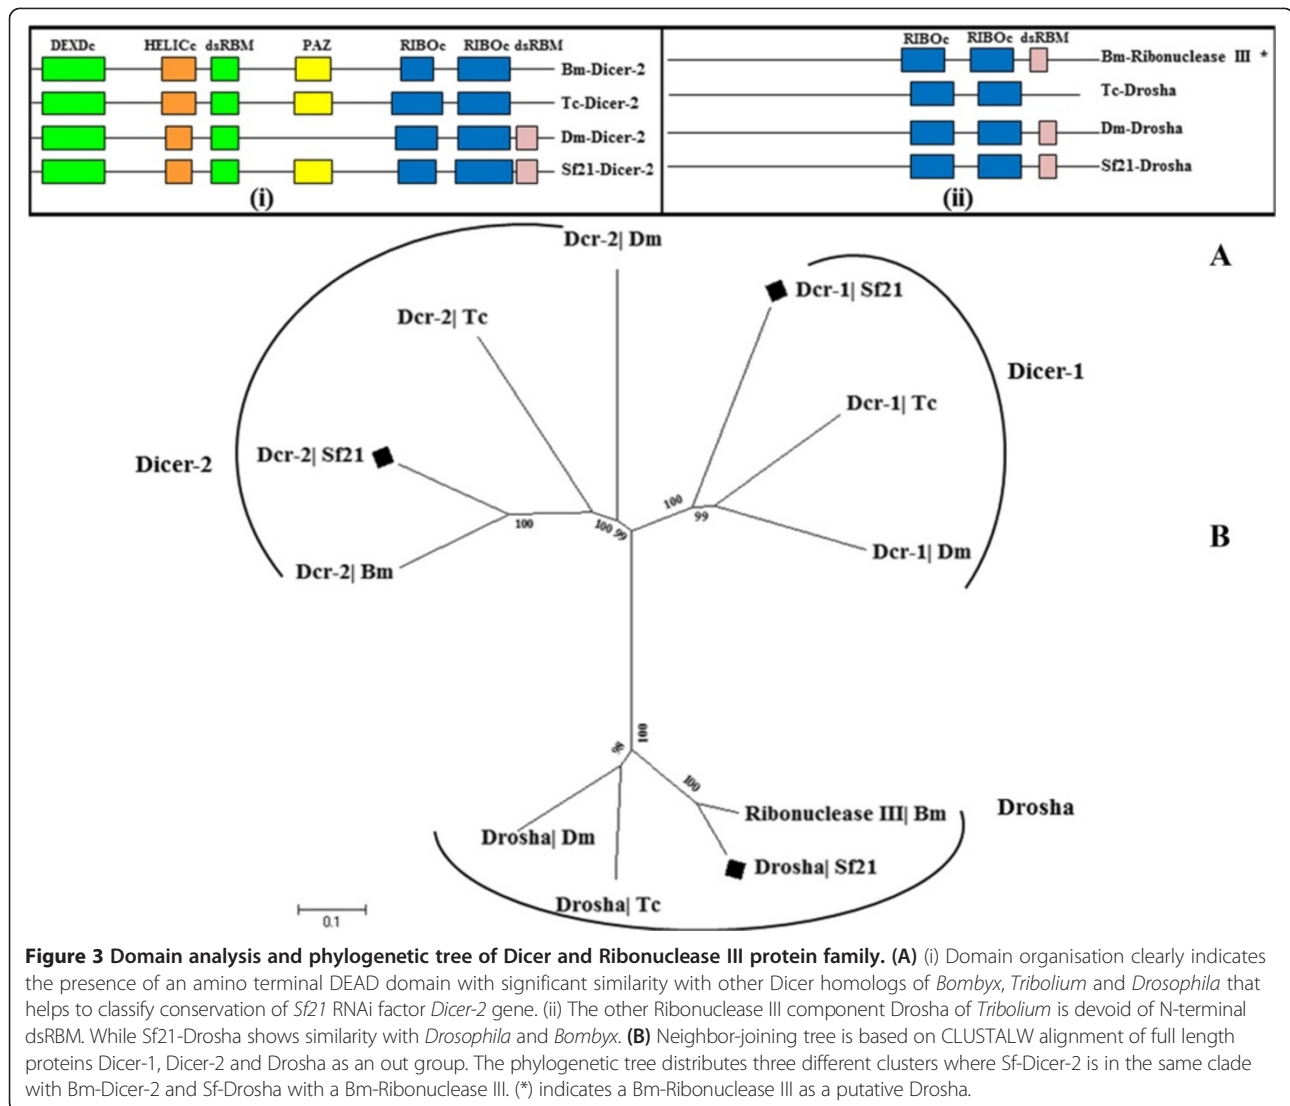 DEXDc HELICc dsRBM PAZ RIBOc RIBOc dsRBM
Bm-Dicer-2
Tc-Dicer-2
Dm-Dicer-2
Sf21-Dicer-2
(i)
RIBOc RIBOc dsRBM
Bm-Ribonuclease III *
Tc-Drosha
Dm-Drosha
Sf21-Drosha
(ii)
A
Dcr-2| Dm
Dcr-1| Sf21
Dcr-2| Tc
Dicer-1
Dcr-1| Tc
Dcr-2| Sf21
Dicer-2
100
99
100
100 99
B
Dcr-1| Dm
Dcr-2| Bm
100
98
100
Ribonuclease III| Bm
Drosha
Drosha| Dm
Drosha| Sf21
Drosha| Tc
0.1
Figure 3 Domain analysis and phylogenetic tree of Dicer and Ribonuclease III protein family. (A) (i) Domain organisation clearly indicates
the presence of an amino terminal DEAD domain with significant similarity with other Dicer homologs of Bombyx, Tribolium and Drosophila that
helps to classify conservation of Sf21 RNAi factor Dicer-2 gene. (ii) The other Ribonuclease III component Drosha of Tribolium is devoid of N-terminal
dsRBM. While Sf21-Drosha shows similarity with Drosophila and Bombyx. (B) Neighbor-joining tree is based on CLUSTALW alignment of full length
proteins Dicer-1, Dicer-2 and Drosha as an out group. The phylogenetic tree distributes three different clusters where Sf-Dicer-2 is in the same clade
with Bm-Dicer-2 and Sf-Drosha with a Bm-Ribonuclease III. (*) indicates a Bm-Ribonuclease III as a putative Drosha.